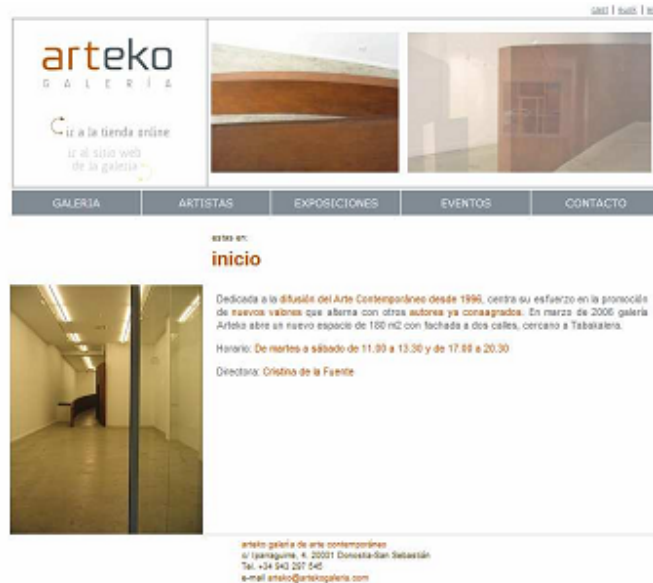 cast | eusk |
arteko
GALERÍA
ir a la tienda online
ir al sitio web
de la galería
GALERIA
ARTISTAS
EXPOSICIONES
EVENTOS
CONTACTO
estás en:
inicio
Dedicada a la difusión del Arte Contemporáneo desde 1996, centra su esfuerzo en la promoción
de nuevos valores que alterna con otros autores ya consagrados. En marzo de 2006 galería
Arteko abre un nuevo espacio de 180 m2 con fachada a dos calles, cercano a Tabakalera.
Horario: De martes a sábado de 11.00 a 13.30 y de 17.00 a 20.30
Directora: Cristina de la Fuente
arteko galería de arte contemporáneo
c/ Iparraguirre, 4. 20001 Donostia-San Sebastián
Tel. +34 943 297 545
e-mail arteko@artekogaleria.com